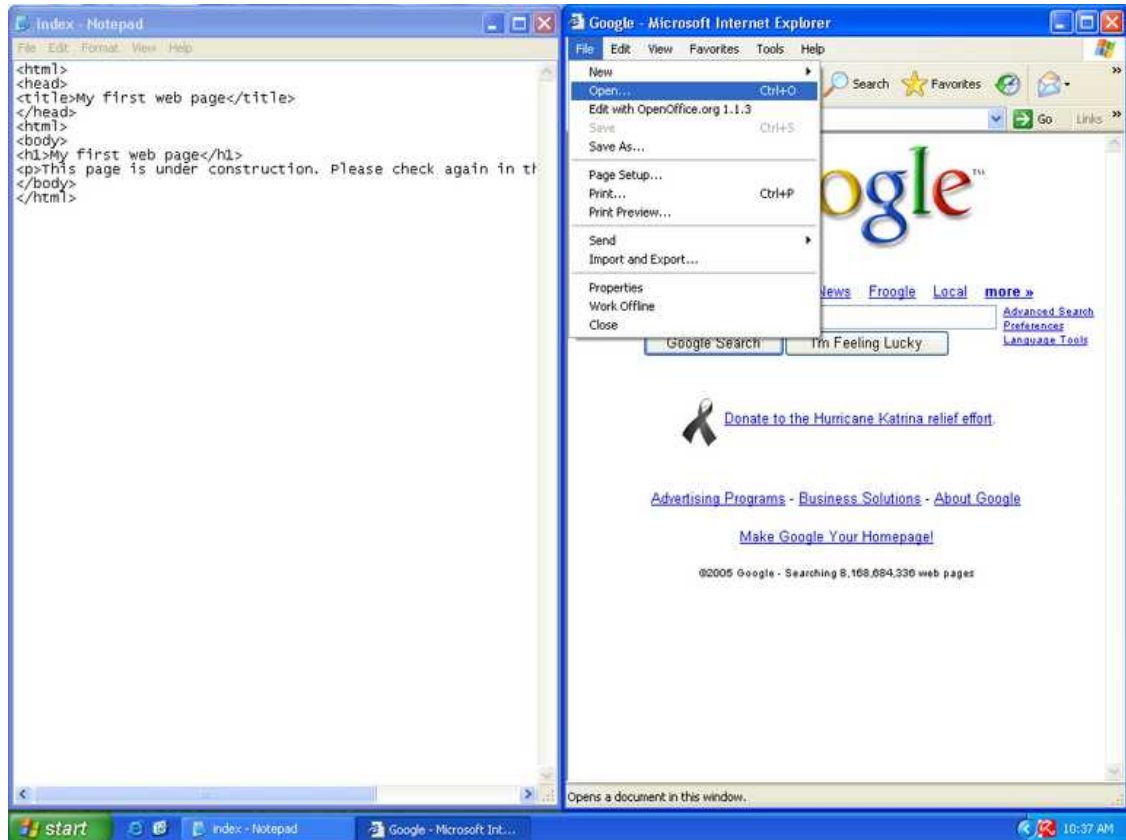 Index - Notepad
File Edit Format View Help
<html>
<head>
<title>My first web page</title>
</head>
<html>
<body>
<h1>My first web page</h1>
<p>This page is under construction. Please check again in th
</body>
</html>
Google - Microsoft Internet Explorer
File Edit View Favorites Tools Help
Search Favorites »
Go Links »
New
Open... Ctrl+O
Edit with OpenOffice.org 1.1.3
Save Ctrl+S
Save As...
Page Setup...
Print... Ctrl+P
Print Preview...
Send
Import and Export...
Properties
Work Offline
Close
ogle™
News Froogle Local more »
Advanced Search
Preferences
Language Tools
Google Search I'm Feeling Lucky
Donate to the Hurricane Katrina relief effort.
Advertising Programs - Business Solutions - About Google
Make Google Your Homepage!
©2005 Google - Searching 8,168,684,336 web pages
Opens a document in this window.
start Index - Notepad Google - Microsoft Int... 10:37 AM